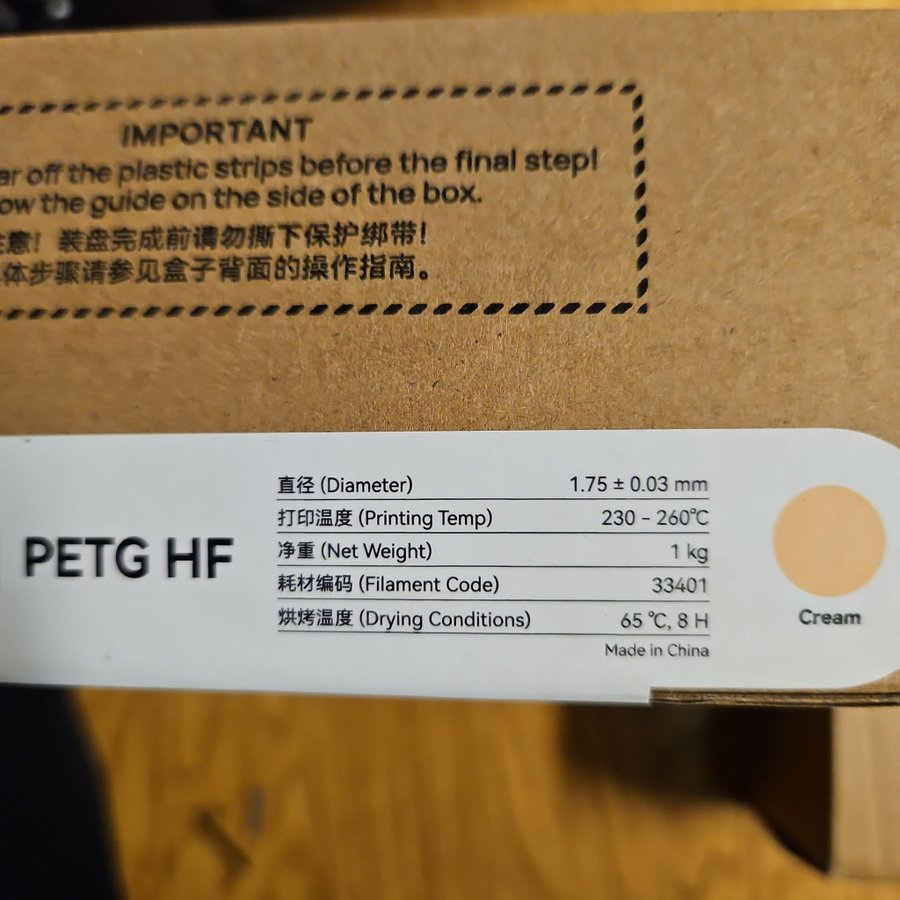 IMPORTANT
ar off the plastic strips before the final step!
ow the guide on the side of the box.
意！装盘完成前请勿撕下保护绑带！
体步骤请参见盒子背面的操作指南。
PETG HF
直径 (Diameter) 1.75 ± 0.03 mm
打印温度 (Printing Temp) 230 - 260℃
净重 (Net Weight) 1 kg
耗材编码 (Filament Code) 33401
烘烤温度 (Drying Conditions) 65 ℃, 8 H
Made in China
Cream